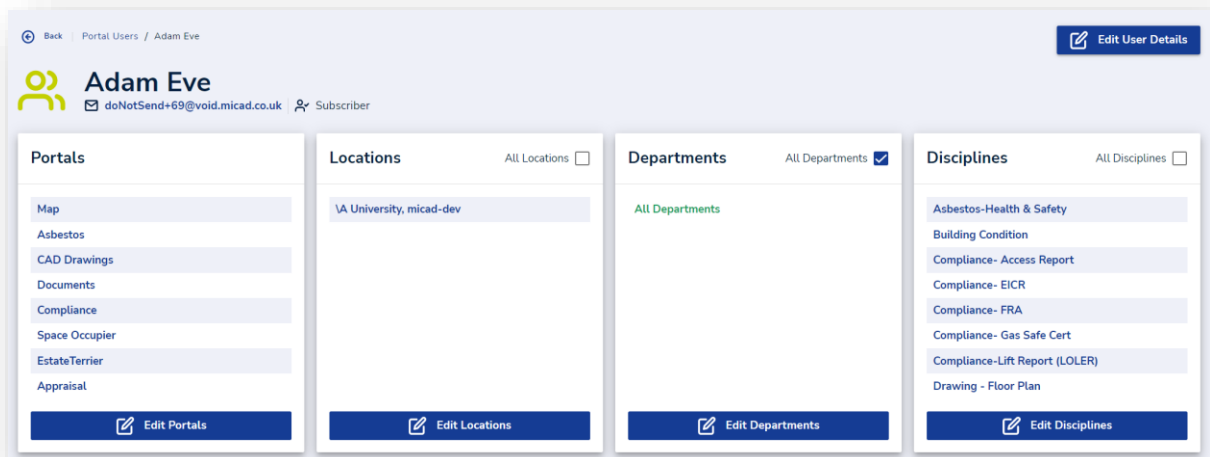 Back Portal Users / Adam Eve
Edit User Details
Adam Eve
doNotSend+69@void.micad.co.uk Subscriber
Portals
Map
Asbestos
CAD Drawings
Documents
Compliance
Space Occupier
EstateTerrier
Appraisal
Edit Portals
Locations All Locations
\A University, micad-dev
Edit Locations
Departments All Departments
All Departments
Edit Departments
Disciplines All Disciplines
Asbestos-Health & Safety
Building Condition
Compliance- Access Report
Compliance- EICR
Compliance- FRA
Compliance- Gas Safe Cert
Compliance-Lift Report (LOLER)
Drawing - Floor Plan
Edit Disciplines